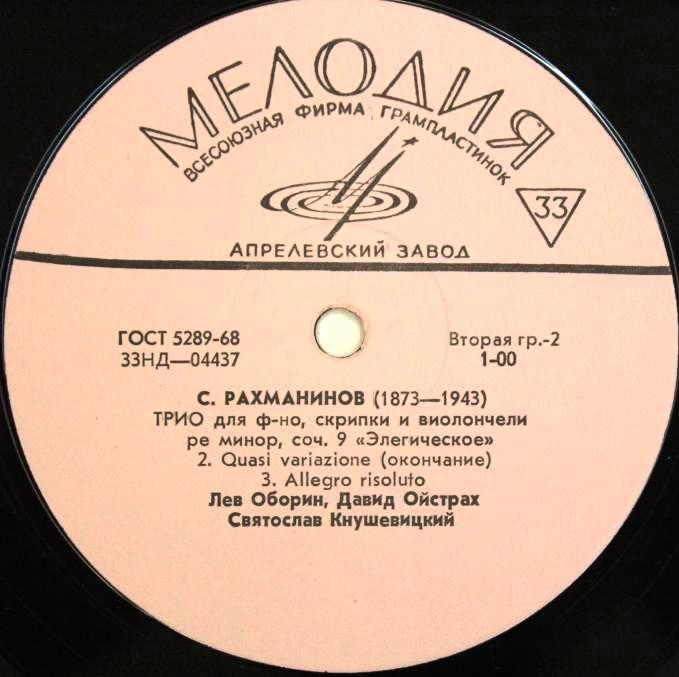 МЕЛОДИЯ
ВСЕСОЮЗНАЯ ФИРМА ГРАМПЛАСТИНОК
33
АПРЕЛЕВСКИЙ ЗАВОД
ГОСТ 5289-68
33НД—04437
Вторая гр.-2
1-00
С. РАХМАНИНОВ (1873—1943)
ТРИО для ф-но, скрипки и виолончели
ре минор, соч. 9 «Элегическое»
2. Quasi variazione (окончание)
3. Allegro risoluto
Лев Оборин, Давид Ойстрах
Святослав Кнушевицкий